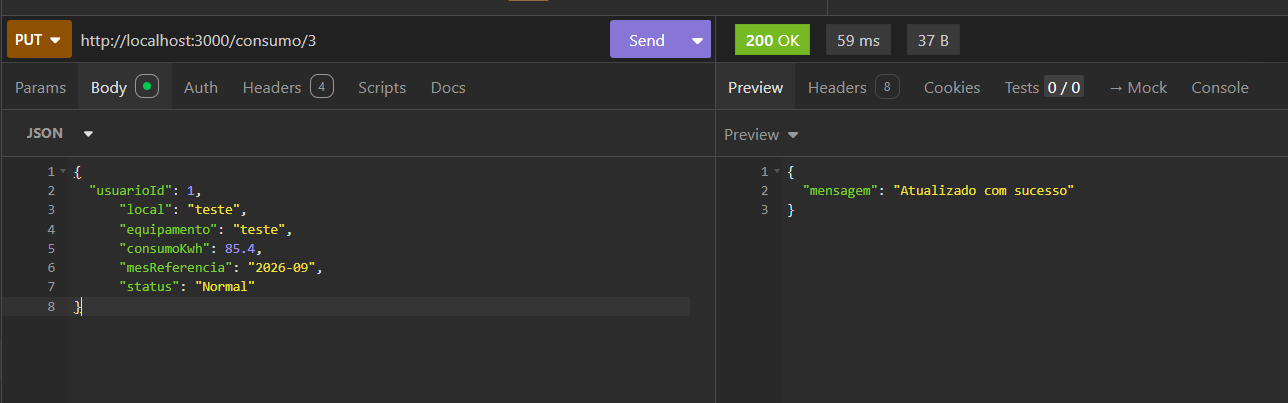 PUT http://localhost:3000/consumo/3 Send 200 OK 59 ms 37 B
Params Body Auth Headers 4 Scripts Docs Preview Headers 8 Cookies Tests 0 / 0 → Mock Console
JSON Preview
1 {
2 "usuarioId": 1,
3 "local": "teste",
4 "equipamento": "teste",
5 "consumoKwh": 85.4,
6 "mesReferencia": "2026-09",
7 "status": "Normal"
8 }
1 {
2 "mensagem": "Atualizado com sucesso"
3 }